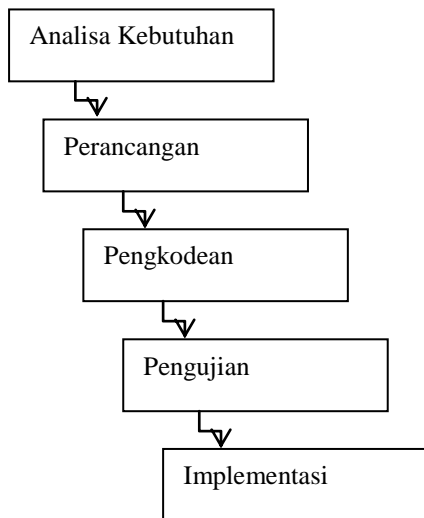 Analisa Kebutuhan
Perancangan
Pengkodean
Pengujian
Implementasi